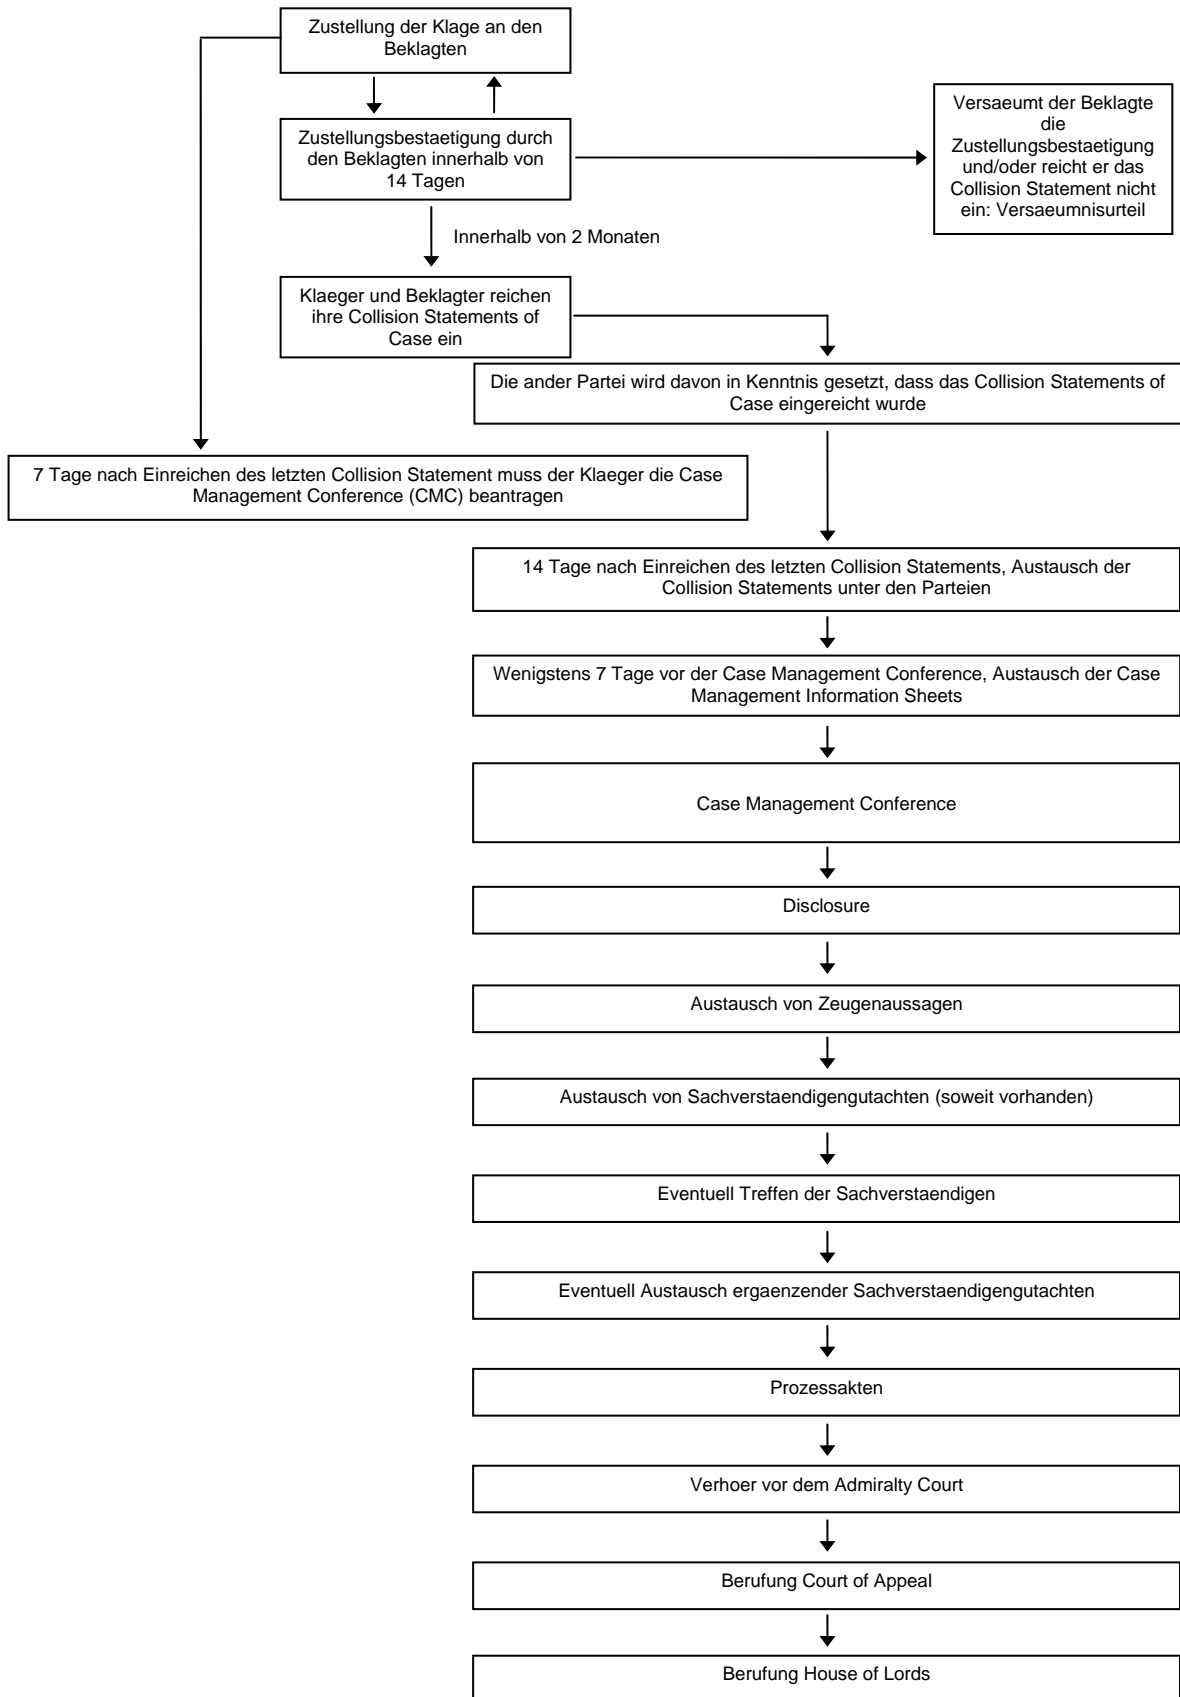 Zustellung der Klage an den
Beklagten
Zustellungsbestaetigung durch
den Beklagten innerhalb von
14 Tagen
Versaeumt der Beklagte
die
Zustellungsbestaetigung
und/oder reicht er das
Collision Statement nicht
ein: Versaeumnisurteil
Innerhalb von 2 Monaten
Klaeger und Beklagter reichen
ihre Collision Statements of
Case ein
Die ander Partei wird davon in Kenntnis gesetzt, dass das Collision Statements of
Case eingereicht wurde
7 Tage nach Einreichen des letzten Collision Statement muss der Klaeger die Case
Management Conference (CMC) beantragen
14 Tage nach Einreichen des letzten Collision Statements, Austausch der
Collision Statements unter den Parteien
Wenigstens 7 Tage vor der Case Management Conference, Austausch der Case
Management Information Sheets
Case Management Conference
Disclosure
Austausch von Zeugenaussagen
Austausch von Sachverstaendigengutachten (soweit vorhanden)
Eventuell Treffen der Sachverstaendigen
Eventuell Austausch ergaenzender Sachverstaendigengutachten
Prozessakten
Verhoer vor dem Admiralty Court
Berufung Court of Appeal
Berufung House of Lords